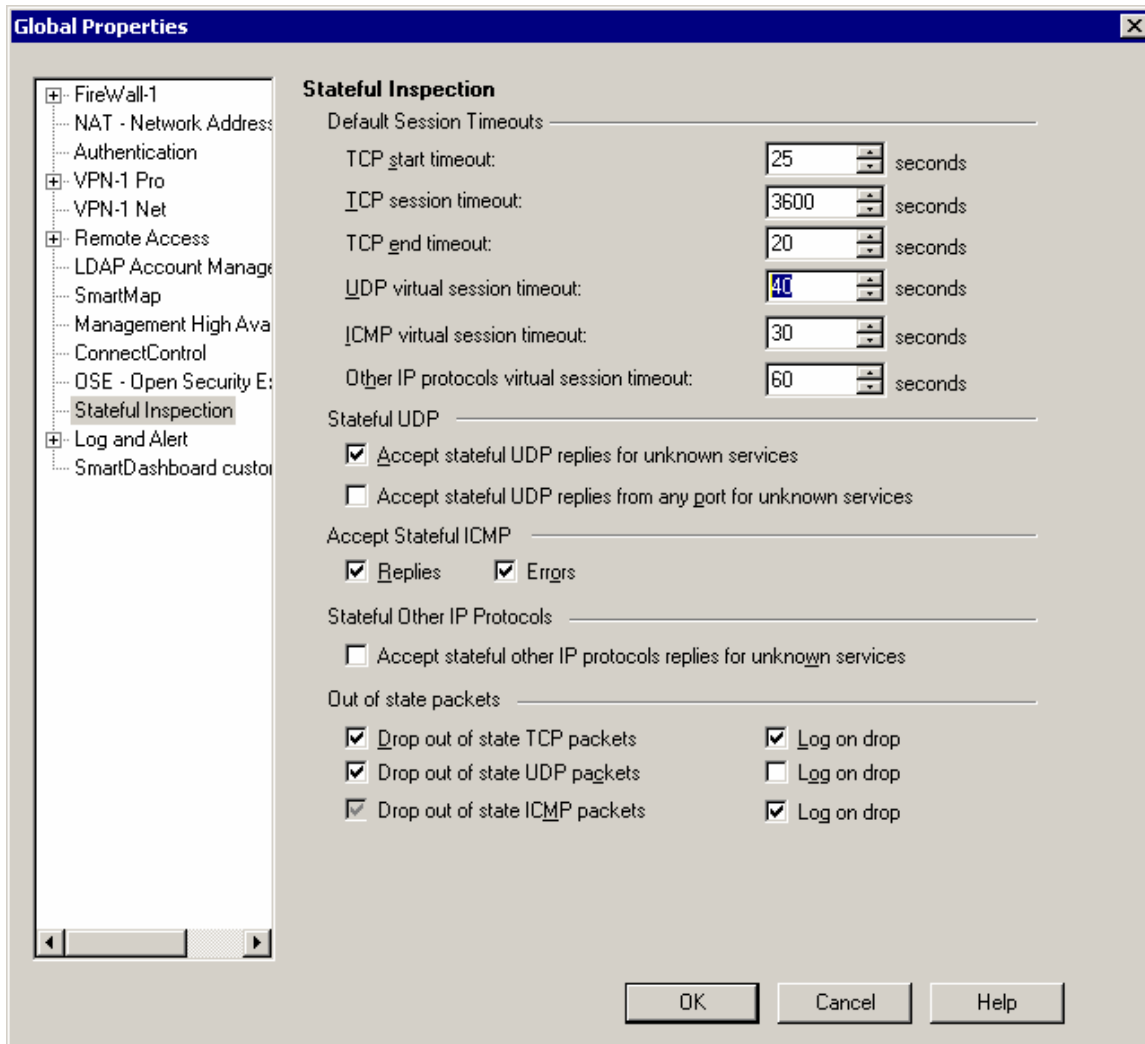 Global Properties
FireWall-1
NAT - Network Address
Authentication
VPN-1 Pro
VPN-1 Net
Remote Access
LDAP Account Manage
SmartMap
Management High Ava
ConnectControl
OSE - Open Security E
Stateful Inspection
Log and Alert
SmartDashboard custo
Stateful Inspection
Default Session Timeouts
TCP start timeout: 25 seconds
TCP session timeout: 3600 seconds
TCP end timeout: 20 seconds
UDP virtual session timeout: 40 seconds
ICMP virtual session timeout: 30 seconds
Other IP protocols virtual session timeout: 60 seconds
Stateful UDP
Accept stateful UDP replies for unknown services
Accept stateful UDP replies from any port for unknown services
Accept Stateful ICMP
Replies Errors
Stateful Other IP Protocols
Accept stateful other IP protocols replies for unknown services
Out of state packets
Drop out of state TCP packets Log on drop
Drop out of state UDP packets Log on drop
Drop out of state ICMP packets Log on drop
OK Cancel Help